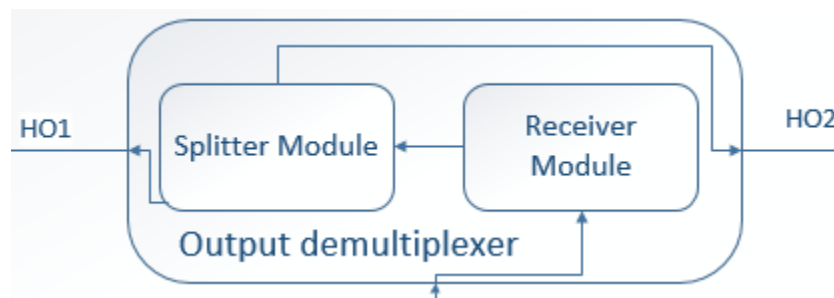 HO1
Splitter Module
Receiver
Module
HO2
Output demultiplexer